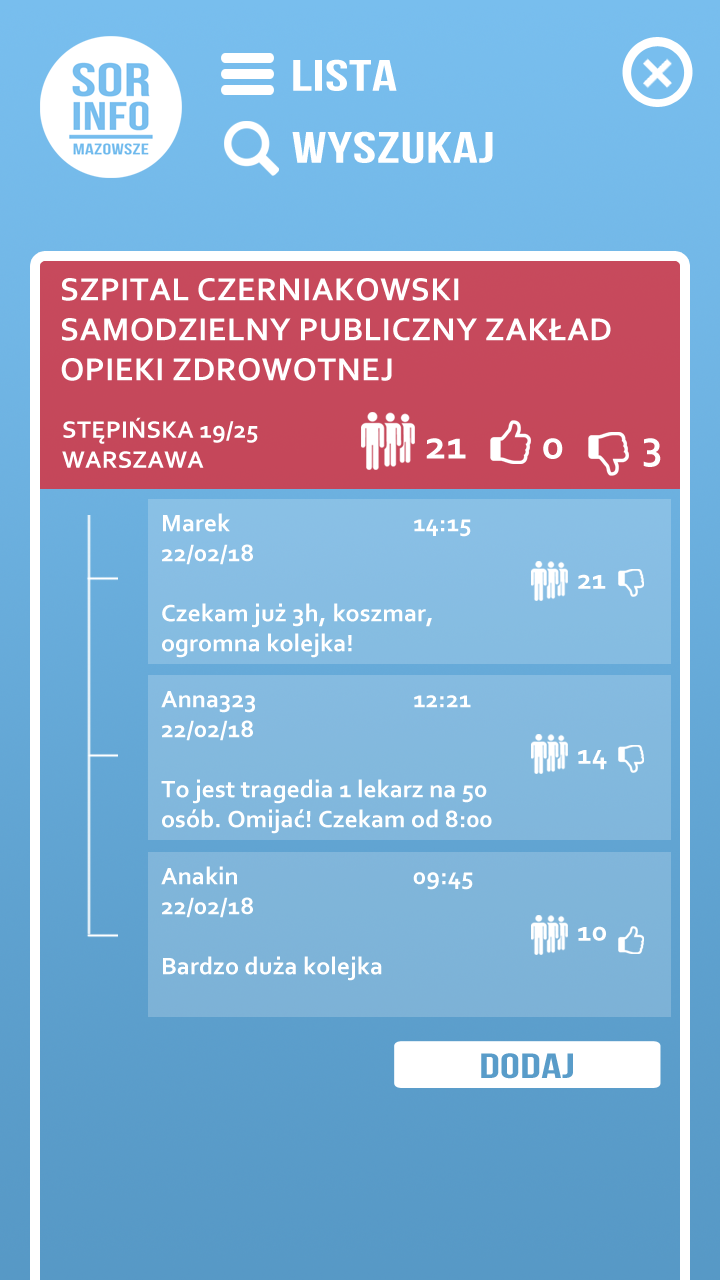 SOR
INFO
MAZOWSZE
LISTA
WYSZUKAJ
SZPITAL CZERNIAKOWSKI
SAMODZIELNY PUBLICZNY ZAKŁAD
OPIEKI ZDROWOTNEJ
STĘPIŃSKA 19/25
WARSZAWA
21 0 3
Marek 14:15
22/02/18
21
Czekam już 3h, koszmar,
ogromna kolejka!
Anna323 12:21
22/02/18
14
To jest tragedia 1 lekarz na 50
osób. Omijać! Czekam od 8:00
Anakin 09:45
22/02/18
10
Bardzo duża kolejka
DODAJ